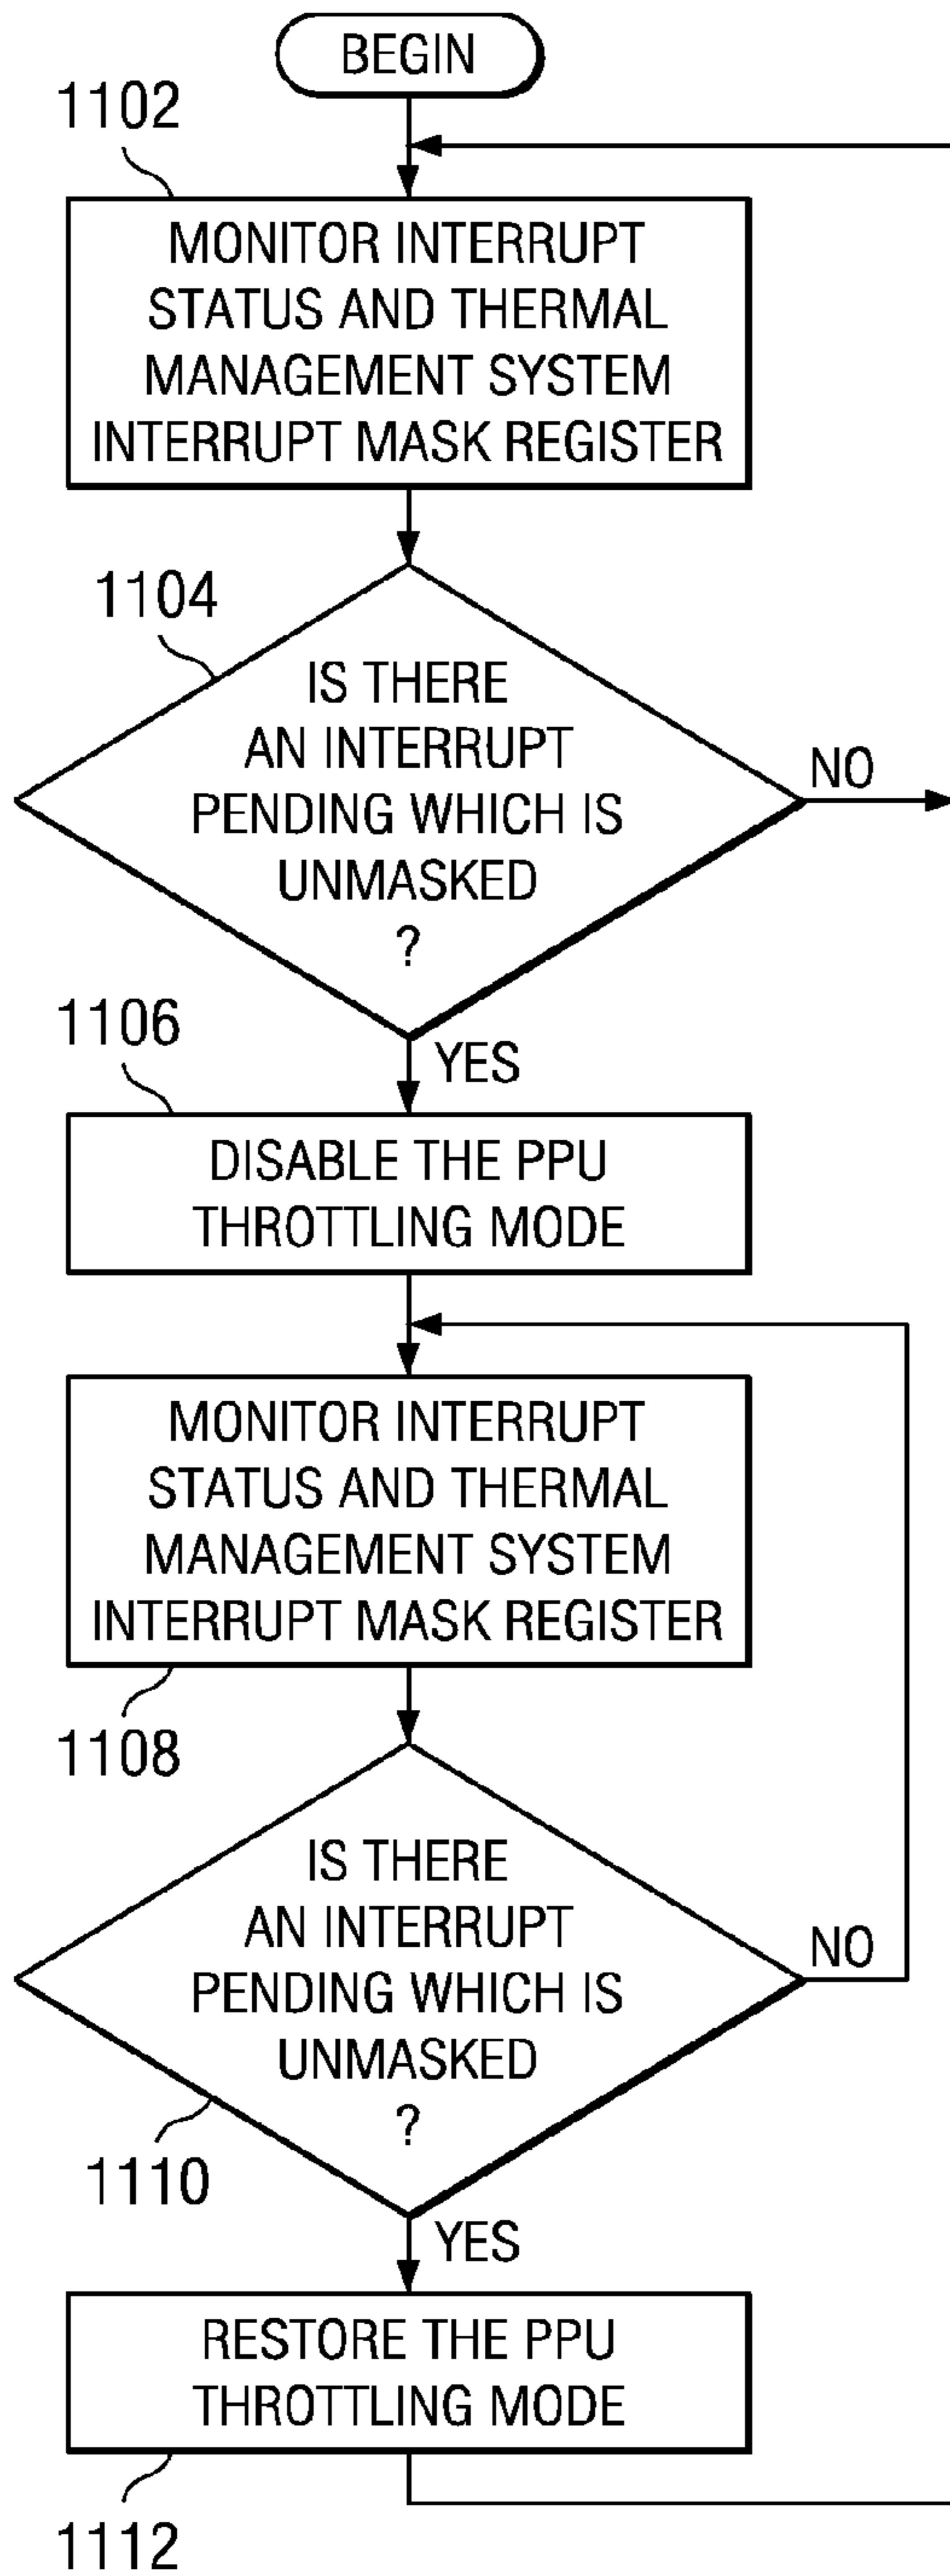 BEGIN
1102
MONITOR INTERRUPT
STATUS AND THERMAL
MANAGEMENT SYSTEM
INTERRUPT MASK REGISTER
1104
IS THERE
AN INTERRUPT
PENDING WHICH IS
UNMASKED
?
NO
YES
1106
DISABLE THE PPU
THROTTLING MODE
MONITOR INTERRUPT
STATUS AND THERMAL
MANAGEMENT SYSTEM
INTERRUPT MASK REGISTER
1108
IS THERE
AN INTERRUPT
PENDING WHICH IS
UNMASKED
?
NO
1110
YES
RESTORE THE PPU
THROTTLING MODE
1112